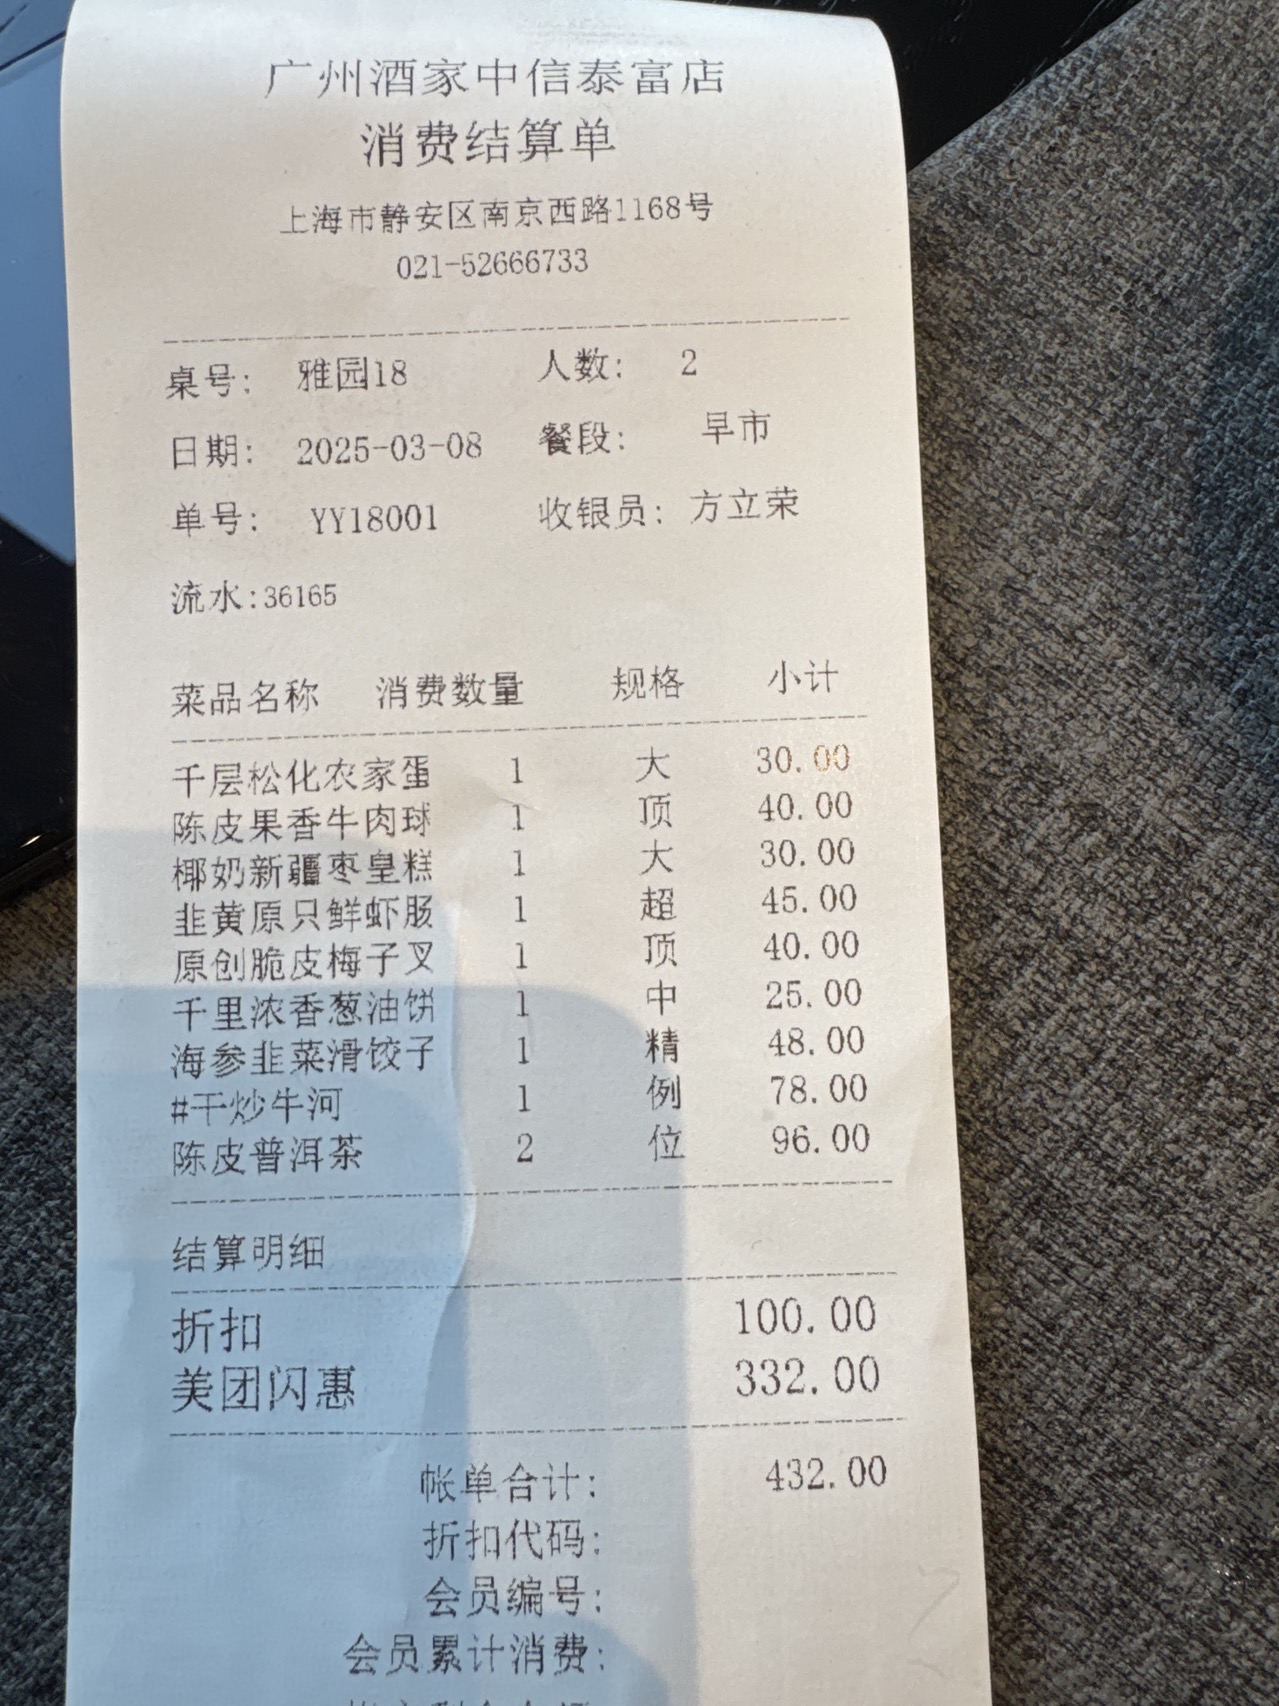 广州酒家中信泰富店
消费结算单
上海市静安区南京西路1168号
021-52666733
桌号: 雅园18 人数: 2
日期: 2025-03-08 餐段: 早市
单号: YY18001 收银员: 方立荣
流水:36165
菜品名称 消费数量 规格 小计
千层松化农家蛋 1 大 30.00
陈皮果香牛肉球 1 顶 40.00
椰奶新疆枣皇糕 1 大 30.00
韭黄原只鲜虾肠 1 超 45.00
原创脆皮梅子叉 1 顶 40.00
千里浓香葱油饼 1 中 25.00
海参韭菜滑饺子 1 精 48.00
#干炒牛河 1 例 78.00
陈皮普洱茶 2 位 96.00
结算明细
折扣 100.00
美团闪惠 332.00
帐单合计: 432.00
折扣代码:
会员编号:
会员累计消费: